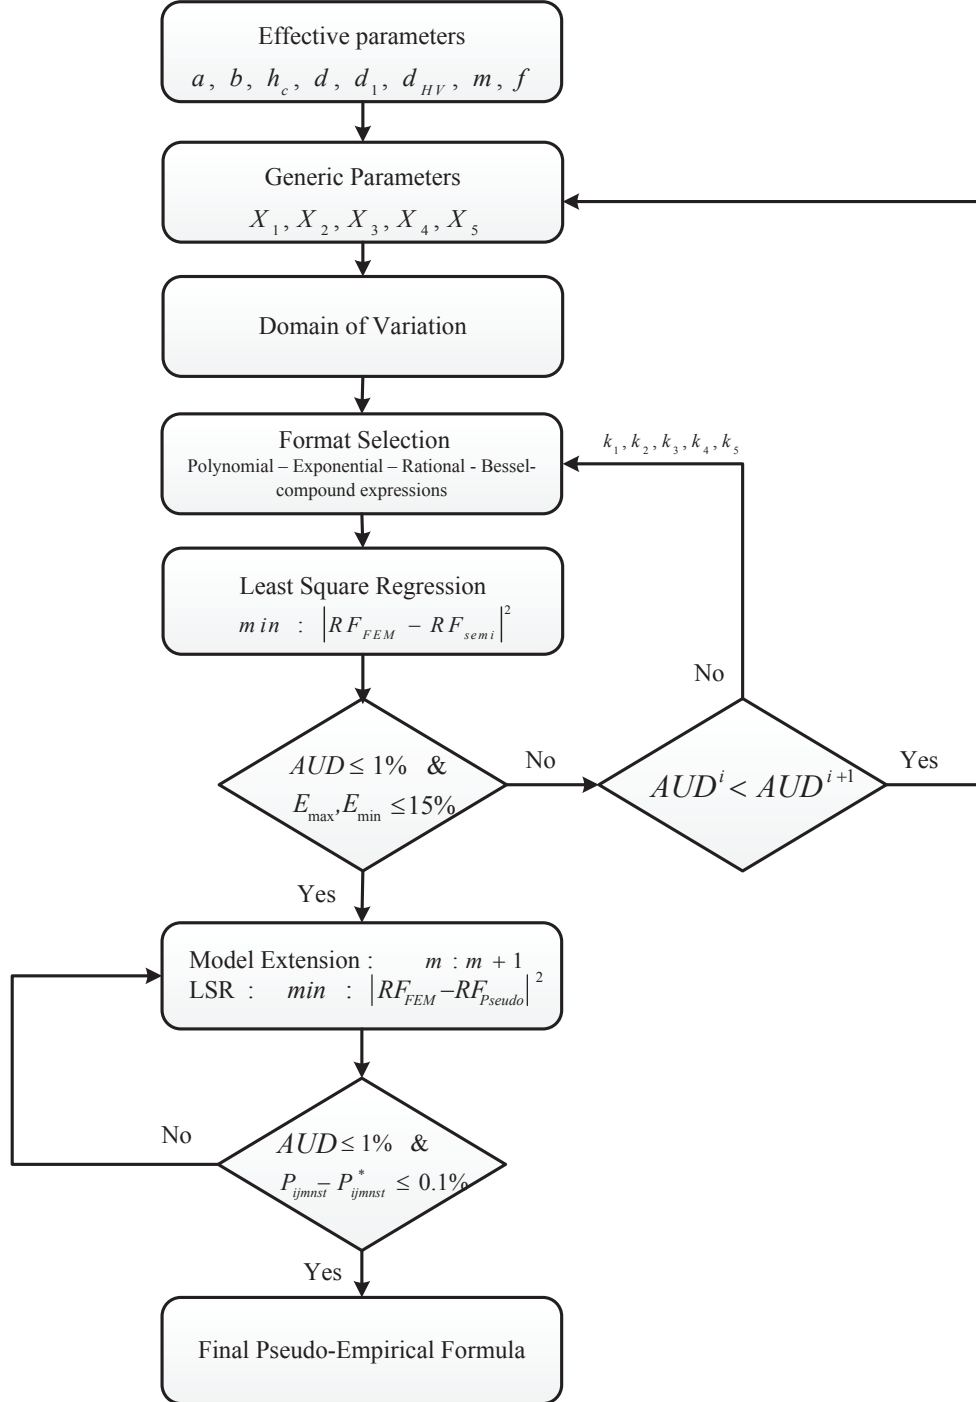 Effective parameters
a, b, h_c, d, d_1, d_HV, m, f
Generic Parameters
X_1, X_2, X_3, X_4, X_5
Domain of Variation
Format Selection
Polynomial – Exponential – Rational - Bessel-
compound expressions
k_1, k_2, k_3, k_4, k_5
Least Square Regression
min : |RF_FEM − RF_semi|^2
No
AUD ≤ 1% &
E_max, E_min ≤ 15%
No
AUD^i < AUD^{i+1}
Yes
Yes
Model Extension : m : m + 1
LSR : min : |RF_FEM − RF_Pseudo|^2
No
AUD ≤ 1% &
P_ijmnst − P_ijmnst^* ≤ 0.1%
Yes
Final Pseudo-Empirical Formula